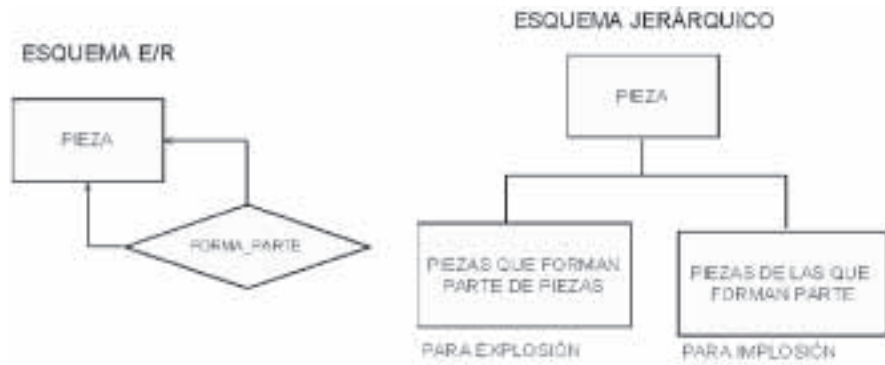 ESQUEMA E/R
PIEZA
FORMA_PARTE
ESQUEMA JERÁRQUICO
PIEZA
PIEZAS QUE FORMAN
PARTE DE PIEZAS
PARA EXPLOSIÓN
PIEZAS DE LAS QUE
FORMAN PARTE
PARA IMPLOSIÓN